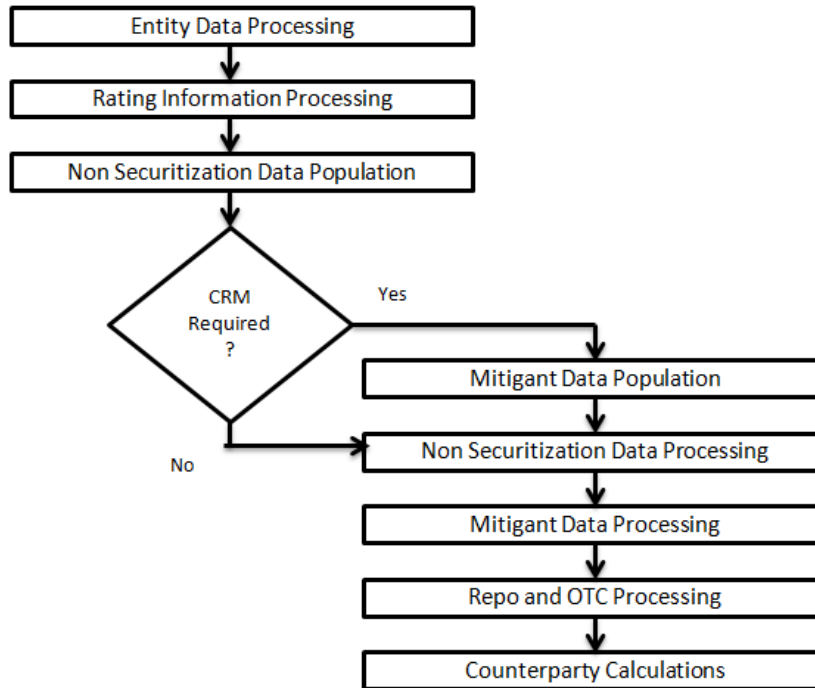 Entity Data Processing
Rating Information Processing
Non Securitization Data Population
CRM
Required
?
Yes
Mitigant Data Population
No
Non Securitization Data Processing
Mitigant Data Processing
Repo and OTC Processing
Counterparty Calculations